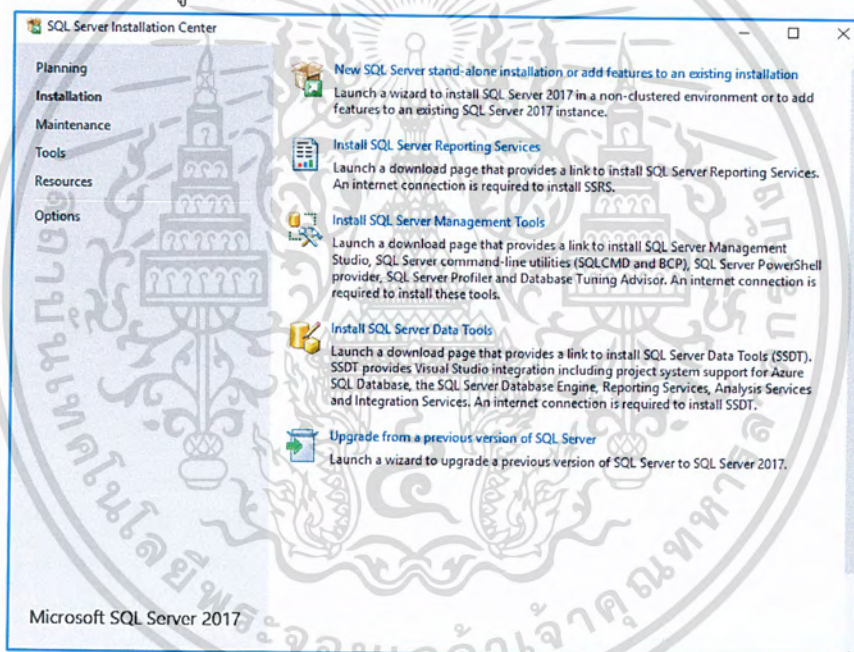 SQL Server Installation Center
Planning
Installation
Maintenance
Tools
Resources
Options
New SQL Server stand-alone installation or add features to an existing installation
Launch a wizard to install SQL Server 2017 in a non-clustered environment or to add
features to an existing SQL Server 2017 instance.
Install SQL Server Reporting Services
Launch a download page that provides a link to install SQL Server Reporting Services.
An internet connection is required to install SSRS.
Install SQL Server Management Tools
Launch a download page that provides a link to install SQL Server Management
Studio, SQL Server command-line utilities (SQLCMD and BCP), SQL Server PowerShell
provider, SQL Server Profiler and Database Tuning Advisor. An internet connection is
required to install these tools.
Install SQL Server Data Tools
Launch a download page that provides a link to install SQL Server Data Tools (SSDT).
SSDT provides Visual Studio integration including project system support for Azure
SQL Database, the SQL Server Database Engine, Reporting Services, Analysis Services
and Integration Services. An internet connection is required to install SSDT.
Upgrade from a previous version of SQL Server
Launch a wizard to upgrade a previous version of SQL Server to SQL Server 2017.
Microsoft SQL Server 2017